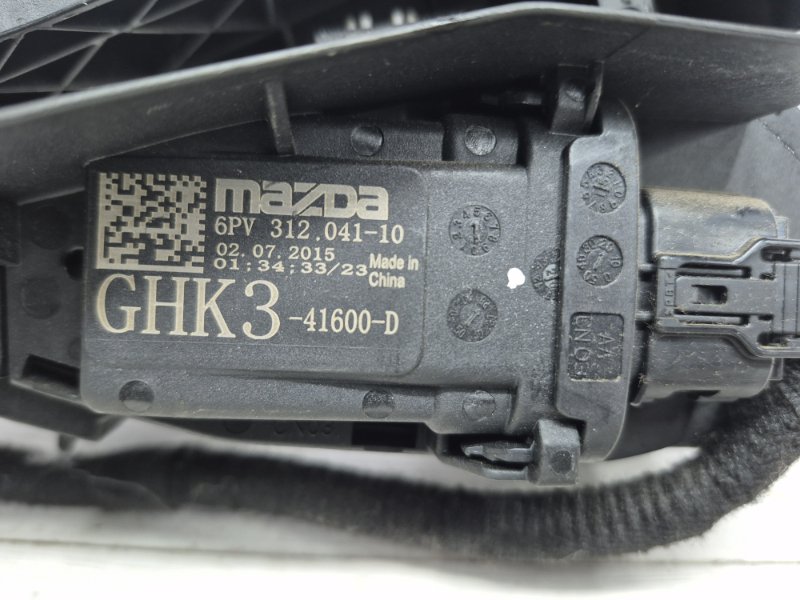 mazda
6PV 312.041-10
02.07.2015
01:34:33/23
Made in
China
GHK3 -41600-D